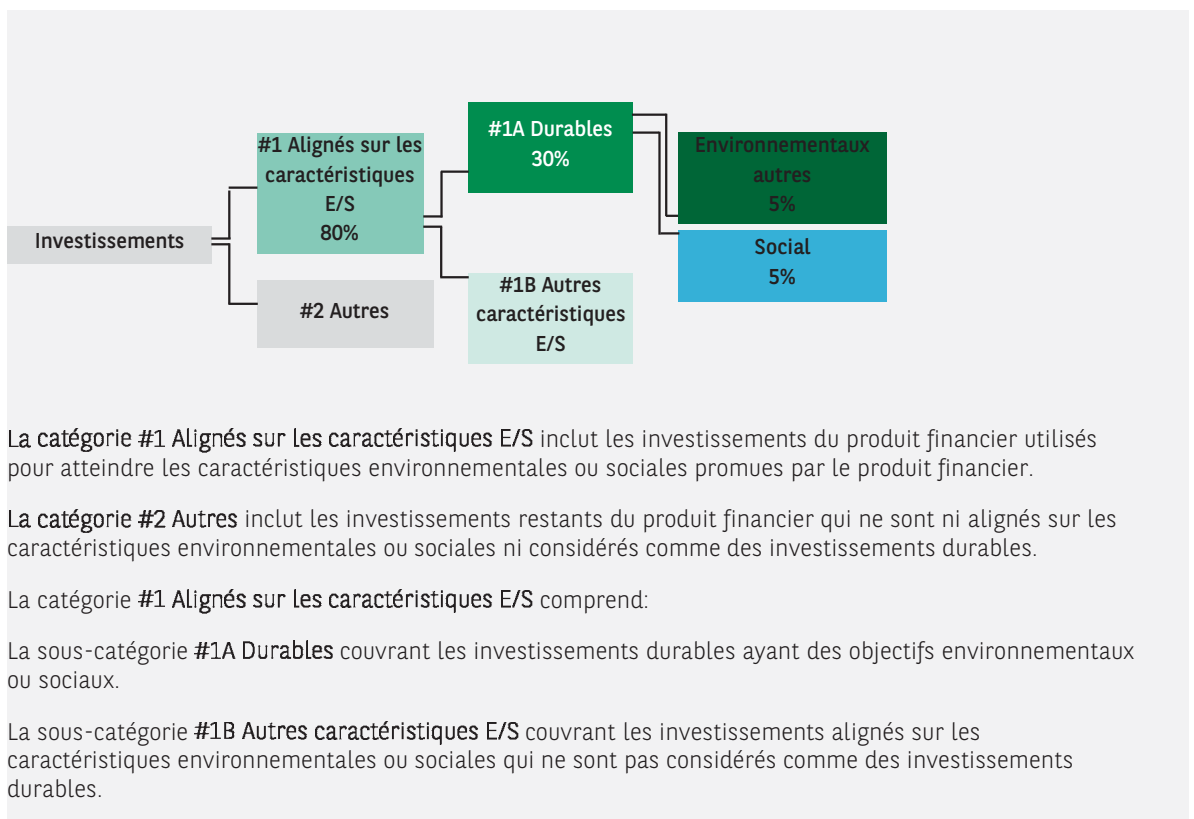 #1A Durables
30%
#1 Alignés sur les
caractéristiques
E/S
80%
Environnementaux
autres
5%
Investissements
Social
5%
#2 Autres
#1B Autres
caractéristiques
E/S
La catégorie #1 Alignés sur les caractéristiques E/S inclut les investissements du produit financier utilisés
pour atteindre les caractéristiques environnementales ou sociales promues par le produit financier.
La catégorie #2 Autres inclut les investissements restants du produit financier qui ne sont ni alignés sur les
caractéristiques environnementales ou sociales ni considérés comme des investissements durables.
La catégorie #1 Alignés sur les caractéristiques E/S comprend:
La sous-catégorie #1A Durables couvrant les investissements durables ayant des objectifs environnementaux
ou sociaux.
La sous-catégorie #1B Autres caractéristiques E/S couvrant les investissements alignés sur les
caractéristiques environnementales ou sociales qui ne sont pas considérés comme des investissements
durables.